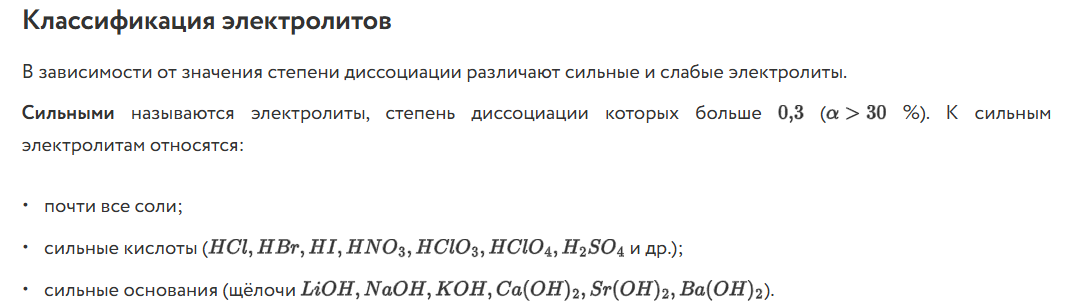 Классификация электролитов
В зависимости от значения степени диссоциации различают сильные и слабые электролиты.
Сильными называются электролиты, степень диссоциации которых больше 0,3 (α > 30 %). К сильным
электролитам относятся:
• почти все соли;
• сильные кислоты (HCl, HBr, HI, HNO₃, HClO₃, HClO₄, H₂SO₄ и др.);
• сильные основания (щёлочи LiOH, NaOH, KOH, Ca(OH)₂, Sr(OH)₂, Ba(OH)₂).